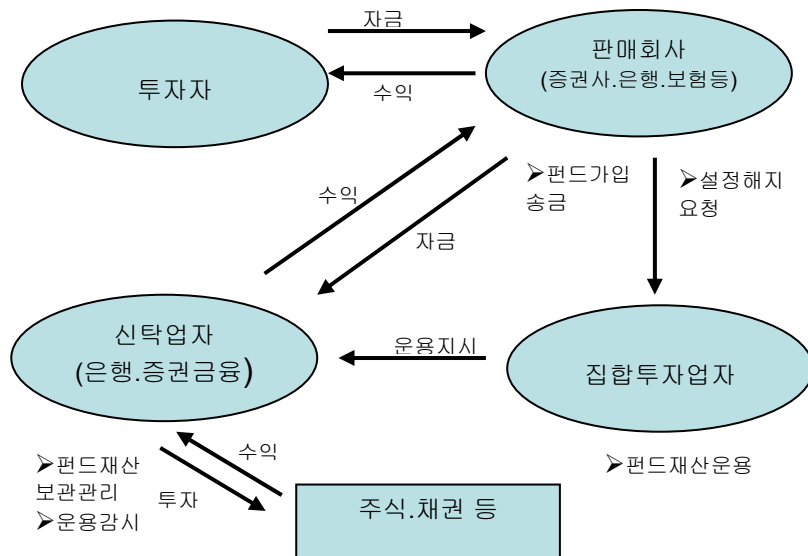 자금
판매회사
(증권사.은행.보험등)
투자자
수익
➢펀드가입
송금
➢설정해지
요청
수익
자금
신탁업자
(은행.증권금융)
운용지시
집합투자업자
➢펀드재산
보관관리
➢운용감시
수익
투자
➢펀드재산운용
주식.채권 등